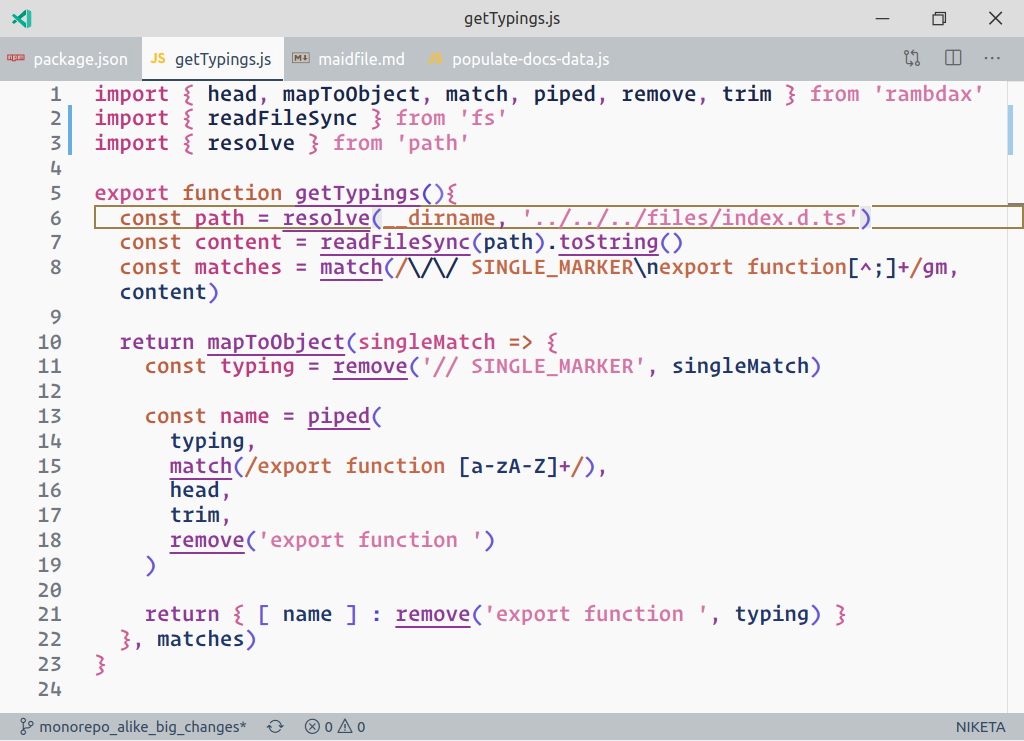 getTypings.js
npm package.json JS getTypings.js M↓ maidfile.md JS populate-docs-data.js
1 import { head, mapToObject, match, piped, remove, trim } from 'rambdax'
2 import { readFileSync } from 'fs'
3 import { resolve } from 'path'
4
5 export function getTypings(){
6 const path = resolve(__dirname, '../../../files/index.d.ts')
7 const content = readFileSync(path).toString()
8 const matches = match(/\/\/ SINGLE_MARKER\nexport function[^;]+/gm,
content)
9
10 return mapToObject(singleMatch => {
11 const typing = remove('// SINGLE_MARKER', singleMatch)
12
13 const name = piped(
14 typing,
15 match(/export function [a-zA-Z]+/),
16 head,
17 trim,
18 remove('export function ')
19 )
20
21 return { [ name ] : remove('export function ', typing) }
22 }, matches)
23 }
24
monorepo_alike_big_changes* 0 0 NIKETA